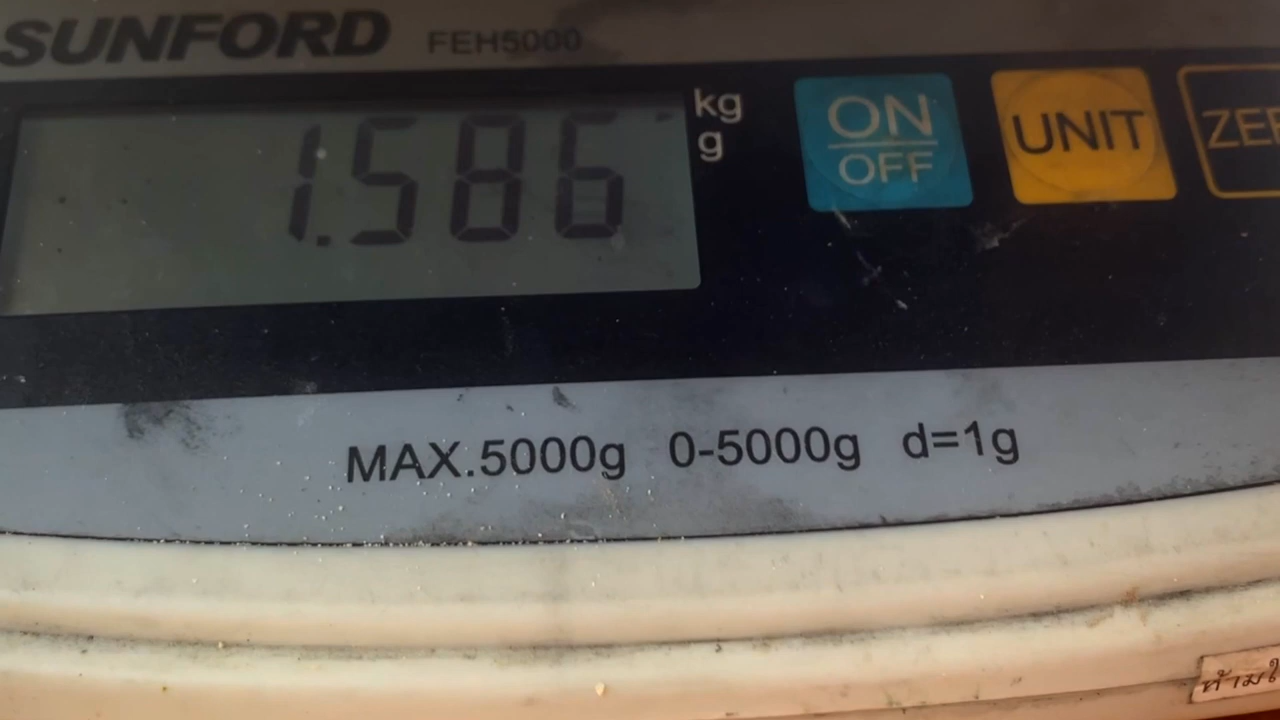 SUNFORD FEH5000
1.586
kg
g
ON
OFF
UNIT
MAX.5000g 0-5000g d=1g